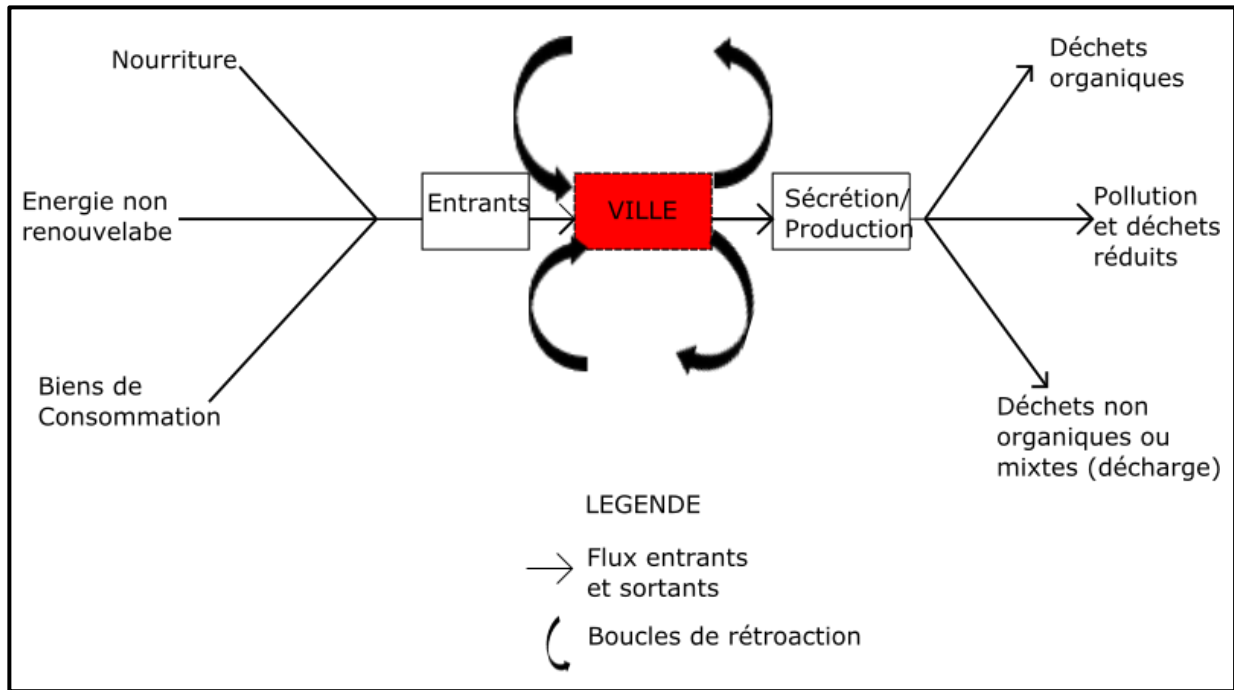 Nourriture
Energie non
renouvelabe
Biens de
Consommation
Entrants
VILLE
Sécrétion/
Production
Déchets
organiques
Pollution
et déchets
réduits
Déchets non
organiques ou
mixtes (décharge)
LEGENDE
Flux entrants
et sortants
Boucles de rétroaction